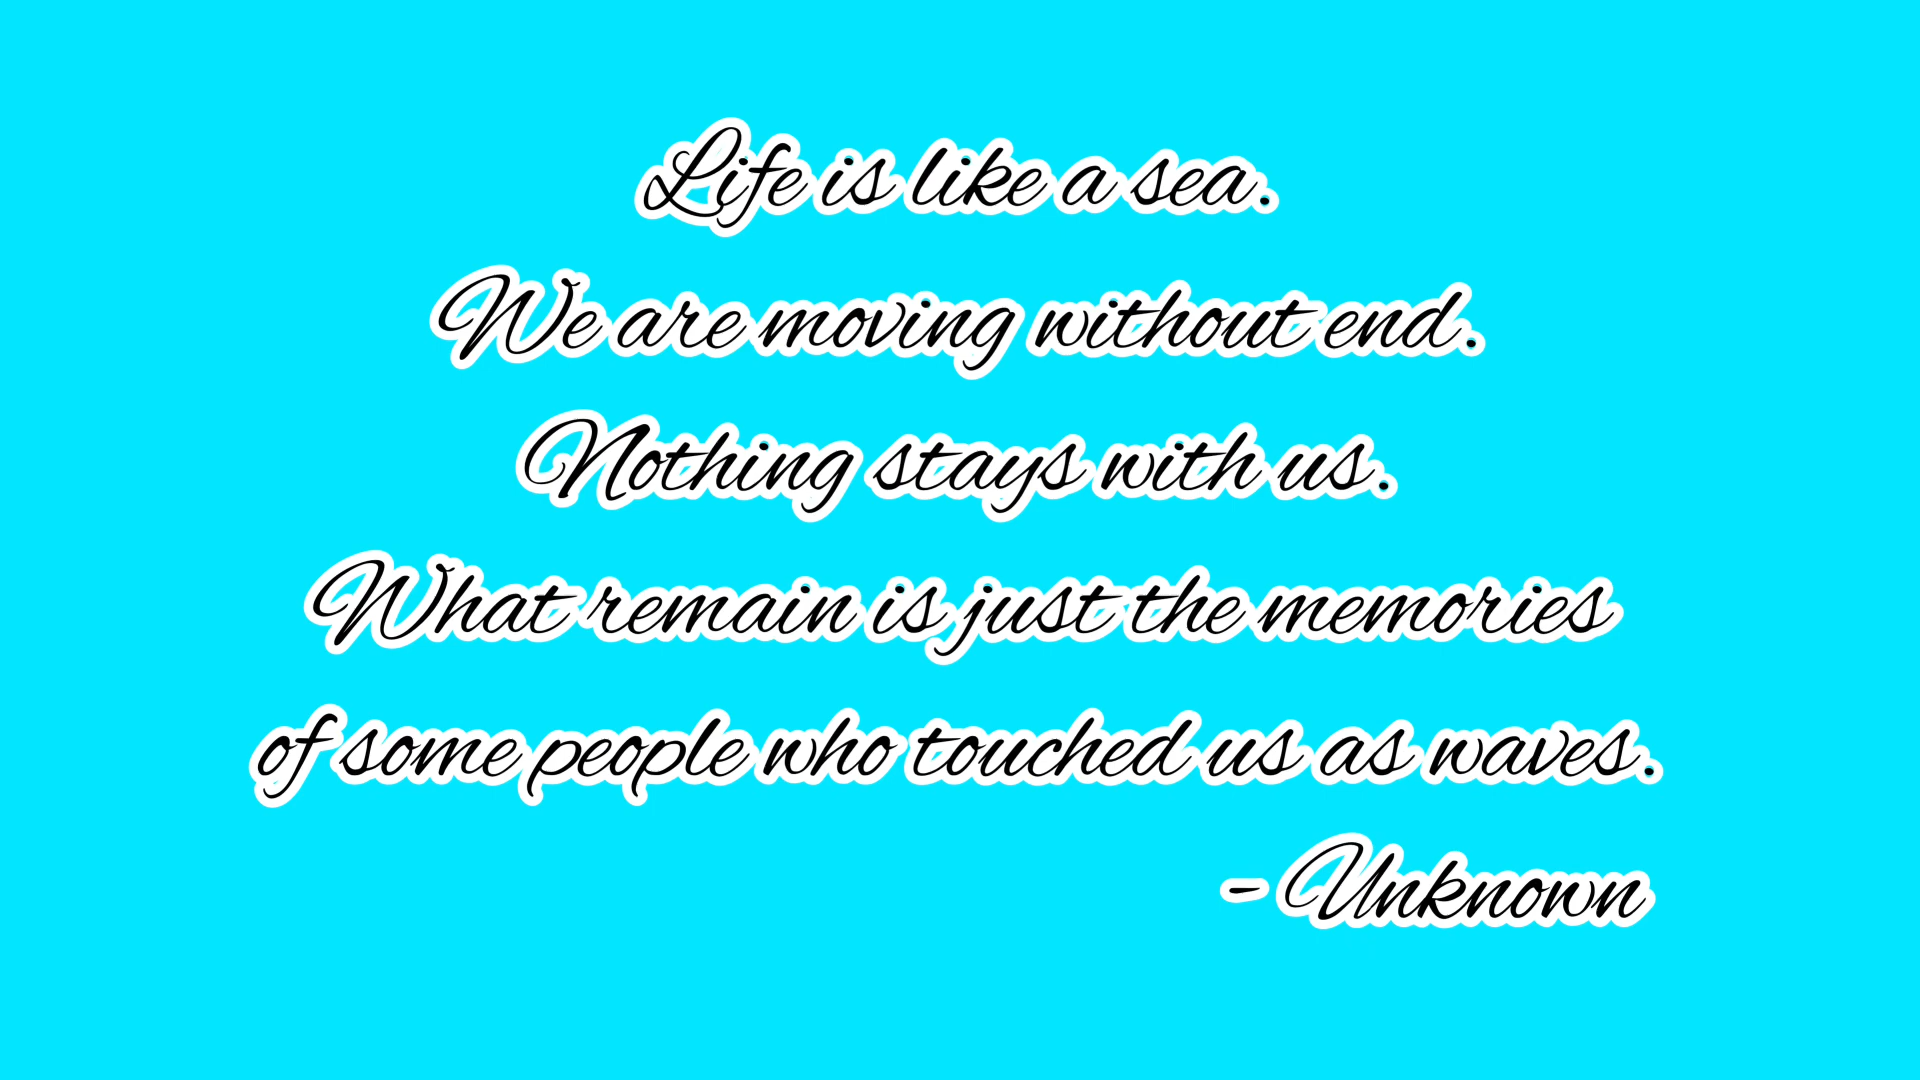 Life is like a sea.
We are moving without end.
Nothing stays with us.
What remain is just the memories
of some people who touched us as waves.
- Unknown